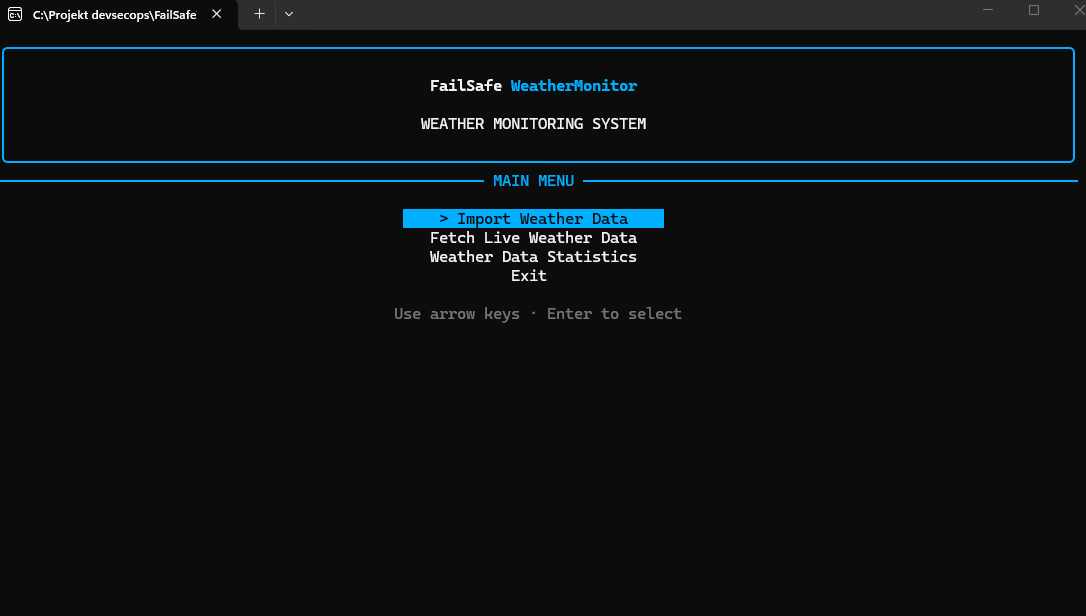 C:\Projekt devsecops\FailSafe
FailSafe WeatherMonitor
WEATHER MONITORING SYSTEM
MAIN MENU
> Import Weather Data
Fetch Live Weather Data
Weather Data Statistics
Exit
Use arrow keys · Enter to select